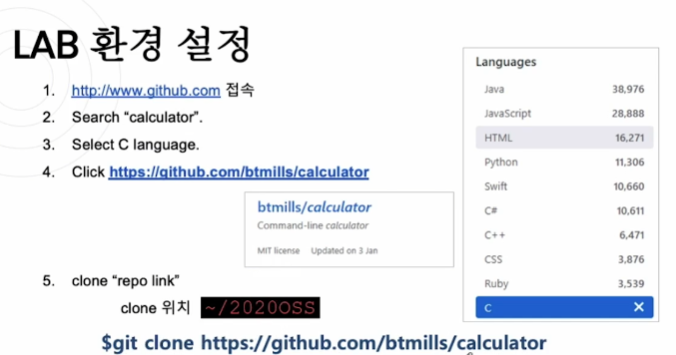 LAB 환경 설정
1. http://www.github.com 접속
2. Search “calculator”.
3. Select C language.
4. Click https://github.com/btmills/calculator
btmills/calculator
Command-line calculator
MIT license Updated on 3 Jan
5. clone “repo link”
clone 위치 ~/2020OSS
$git clone https://github.com/btmills/calculator
Languages
Java 38,976
JavaScript 28,888
HTML 16,271
Python 11,306
Swift 10,660
C# 10,611
C++ 6,471
CSS 3,876
Ruby 3,539
C ×